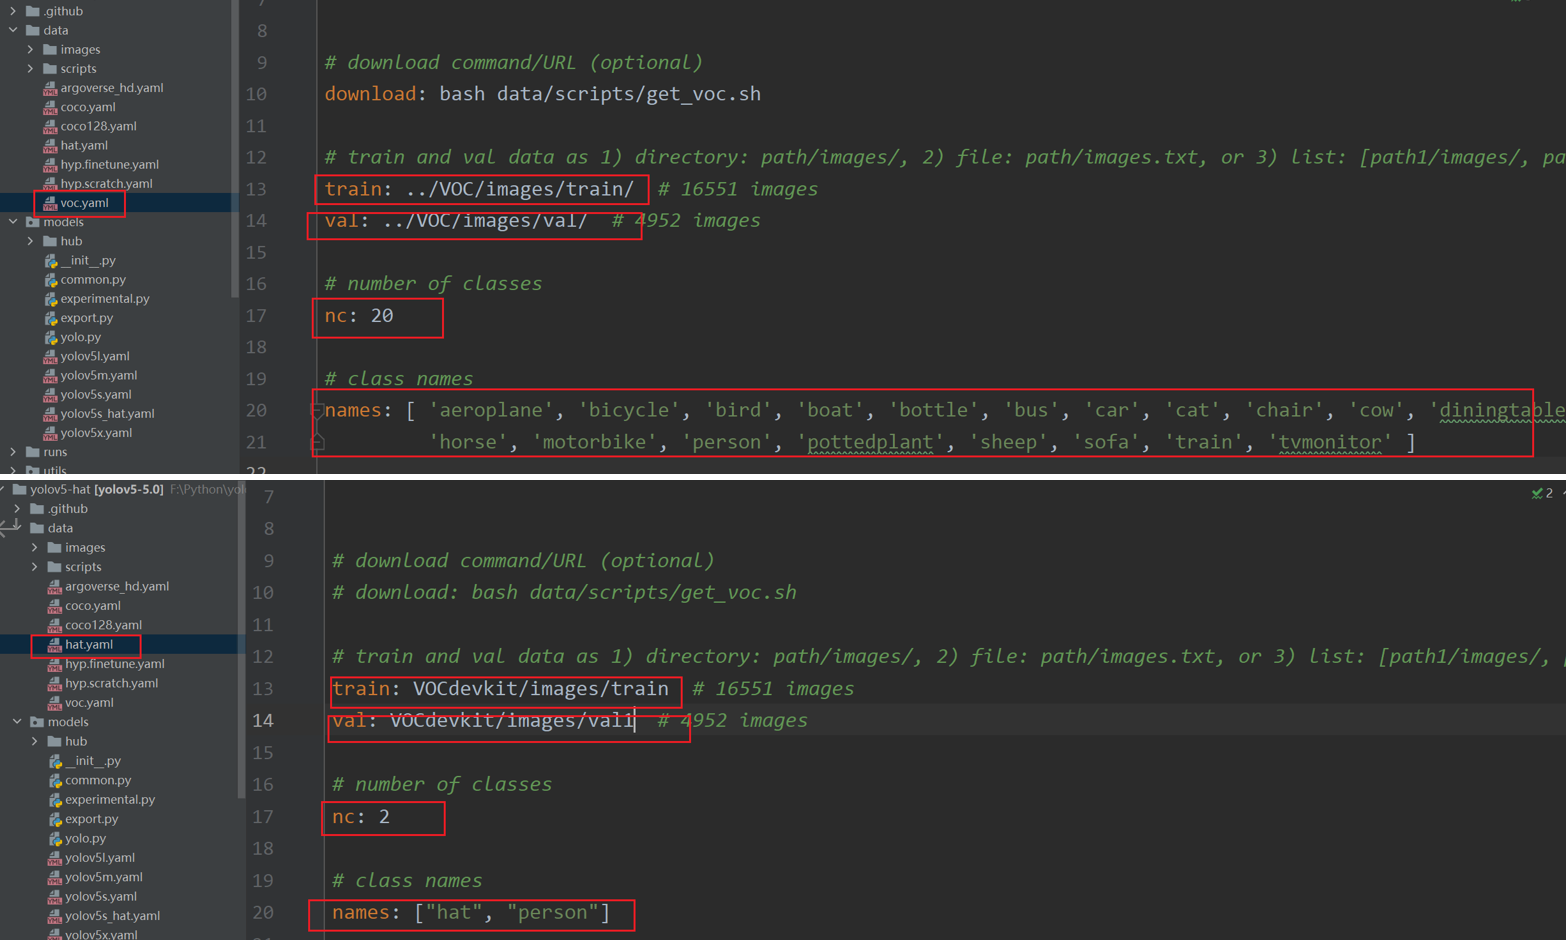 .github
data
images
scripts
argoverse_hd.yaml
coco.yaml
coco128.yaml
hat.yaml
hyp.finetune.yaml
hyp.scratch.yaml
voc.yaml
models
hub
__init__.py
common.py
experimental.py
export.py
yolo.py
yolov5l.yaml
yolov5m.yaml
yolov5s.yaml
yolov5s_hat.yaml
yolov5x.yaml
runs
utils
7
8
9 # download command/URL (optional)
10 download: bash data/scripts/get_voc.sh
11
12 # train and val data as 1) directory: path/images/, 2) file: path/images.txt, or 3) list: [path1/images/, pa
13 train: ../VOC/images/train/ # 16551 images
14 val: ../VOC/images/val/ # 4952 images
15
16 # number of classes
17 nc: 20
18
19 # class names
20 names: [ 'aeroplane', 'bicycle', 'bird', 'boat', 'bottle', 'bus', 'car', 'cat', 'chair', 'cow', 'diningtable
21 'horse', 'motorbike', 'person', 'pottedplant', 'sheep', 'sofa', 'train', 'tvmonitor' ]
22
yolov5-hat [yolov5-5.0] F:\Python\yol
.github
data
images
scripts
argoverse_hd.yaml
coco.yaml
coco128.yaml
hat.yaml
hyp.finetune.yaml
hyp.scratch.yaml
voc.yaml
models
hub
__init__.py
common.py
experimental.py
export.py
yolo.py
yolov5l.yaml
yolov5m.yaml
yolov5s.yaml
yolov5s_hat.yaml
yolov5x.yaml
2
7
8
9 # download command/URL (optional)
10 # download: bash data/scripts/get_voc.sh
11
12 # train and val data as 1) directory: path/images/, 2) file: path/images.txt, or 3) list: [path1/images/,
13 train: VOCdevkit/images/train # 16551 images
14 val: VOCdevkit/images/val1 # 4952 images
15
16 # number of classes
17 nc: 2
18
19 # class names
20 names: ["hat", "person"]